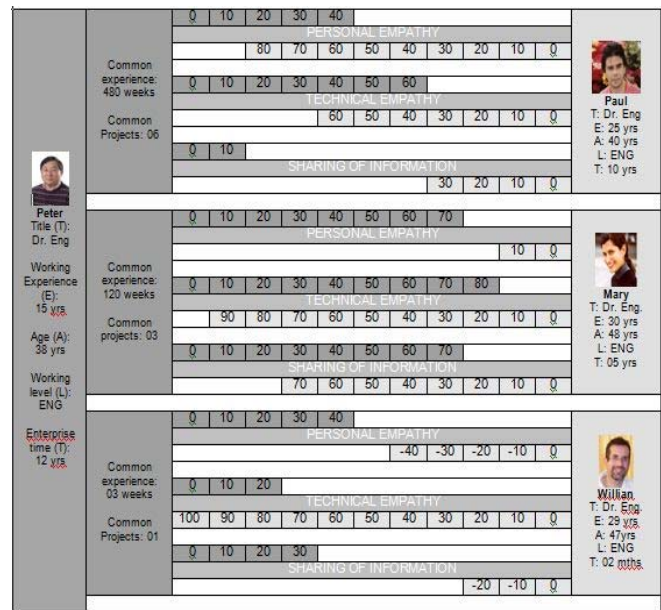 Peter
Title (T):
Dr. Eng
Working
Experience
(E):
15 yrs
Age (A):
38 yrs
Working
level (L):
ENG
Enterprise
time (T):
12 yrs
Common
experience:
480 weeks
Common
Projects: 06
0 10 20 30 40
PERSONAL EMPATHY
80 70 60 50 40 30 20 10 0
0 10 20 30 40 50 60
TECHNICAL EMPATHY
60 50 40 30 20 10 0
0 10
SHARING OF INFORMATION
30 20 10 0
Paul
T: Dr. Eng
E: 25 yrs
A: 40 yrs
L: ENG
T: 10 yrs
Common
experience:
120 weeks
Common
projects: 03
0 10 20 30 40 50 60 70
PERSONAL EMPATHY
10 0
0 10 20 30 40 50 60 70 80
TECHNICAL EMPATHY
90 80 70 60 50 40 30 20 10 0
0 10 20 30 40 50 60 70
SHARING OF INFORMATION
70 60 50 40 30 20 10 0
Mary
T: Dr. Eng.
E: 30 yrs
A: 48 yrs
L: ENG
T: 05 yrs
Common
experience:
03 weeks
Common
Projects: 01
0 10 20 30 40
PERSONAL EMPATHY
-40 -30 -20 -10 0
0 10 20
TECHNICAL EMPATHY
100 90 80 70 60 50 40 30 20 10 0
0 10 20 30
SHARING OF INFORMATION
-20 -10 0
Willian
T: Dr. Eng.
E: 29 yrs
A: 47yrs
L: ENG
T: 02 mths